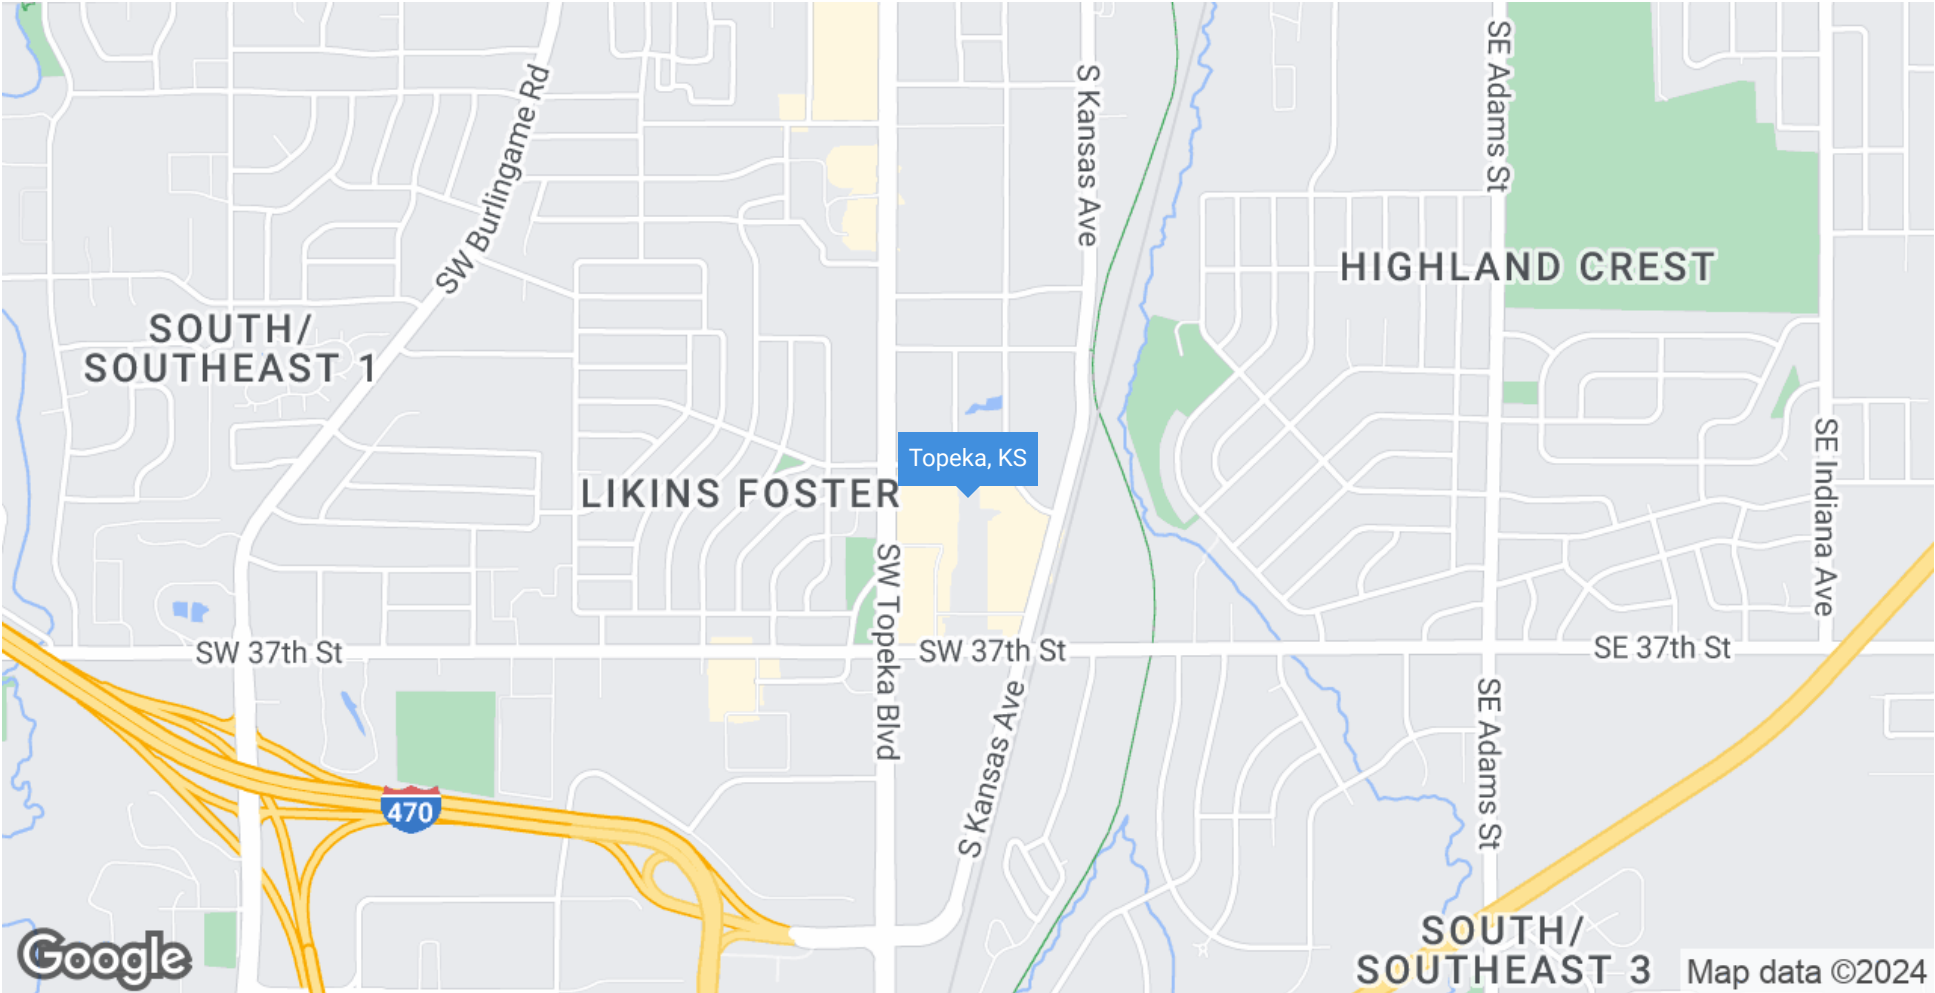 SW Burlingame Rd
S Kansas Ave
SE Adams St
HIGHLAND CREST
SOUTH/
SOUTHEAST 1
Topeka, KS
LIKINS FOSTER
SE Indiana Ave
SW Topeka Blvd
SW 37th St
SW 37th St
SE 37th St
S Kansas Ave
SE Adams St
470
SOUTH/
SOUTHEAST 3
Google
Map data ©2024